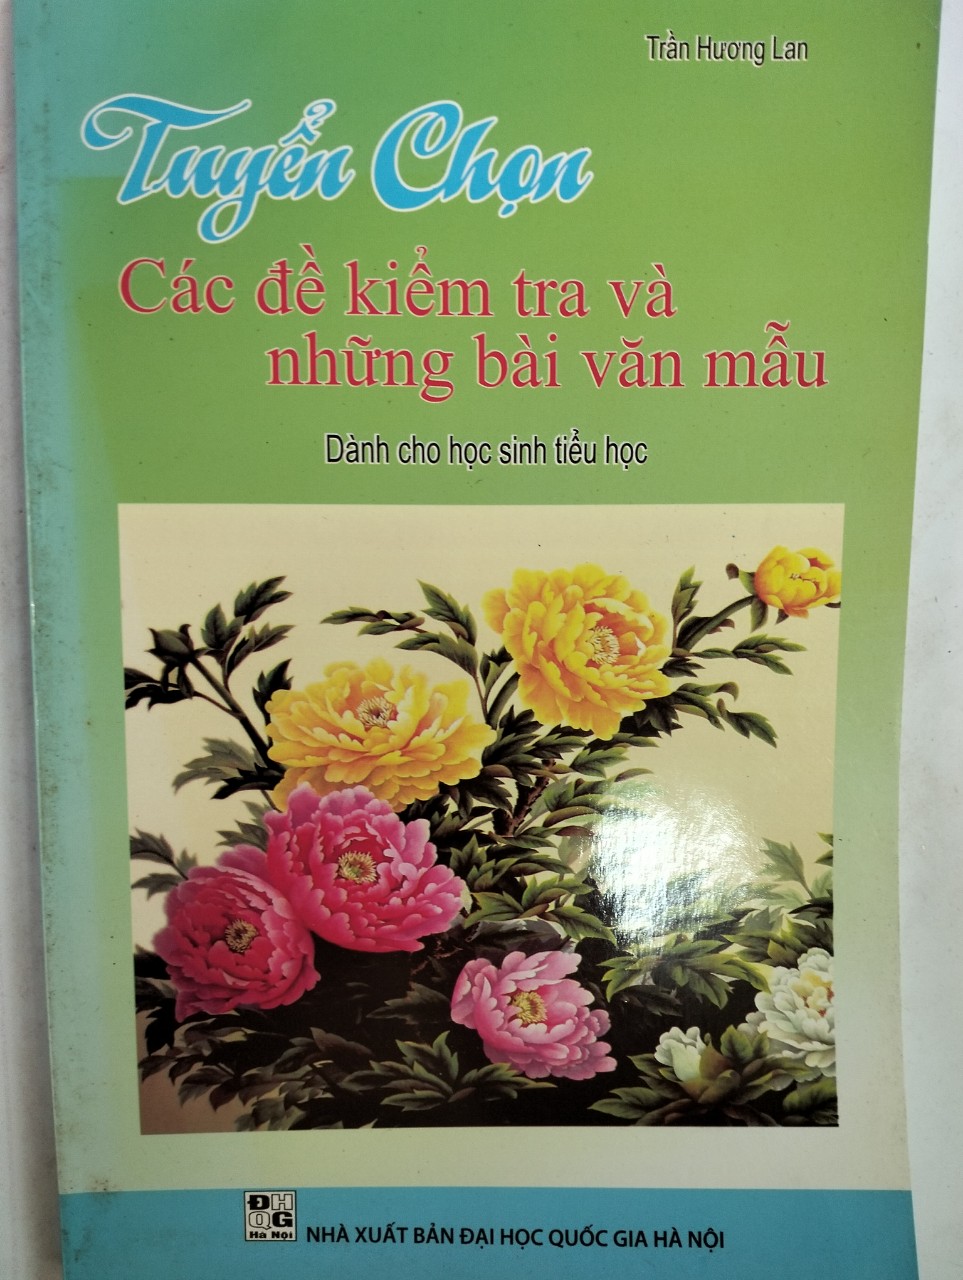 Trần Hương Lan
Tuyển Chọn
Các đề kiểm tra và
những bài văn mẫu
Dành cho học sinh tiểu học
ĐH
QG
Hà Nội
NHÀ XUẤT BẢN ĐẠI HỌC QUỐC GIA HÀ NỘI